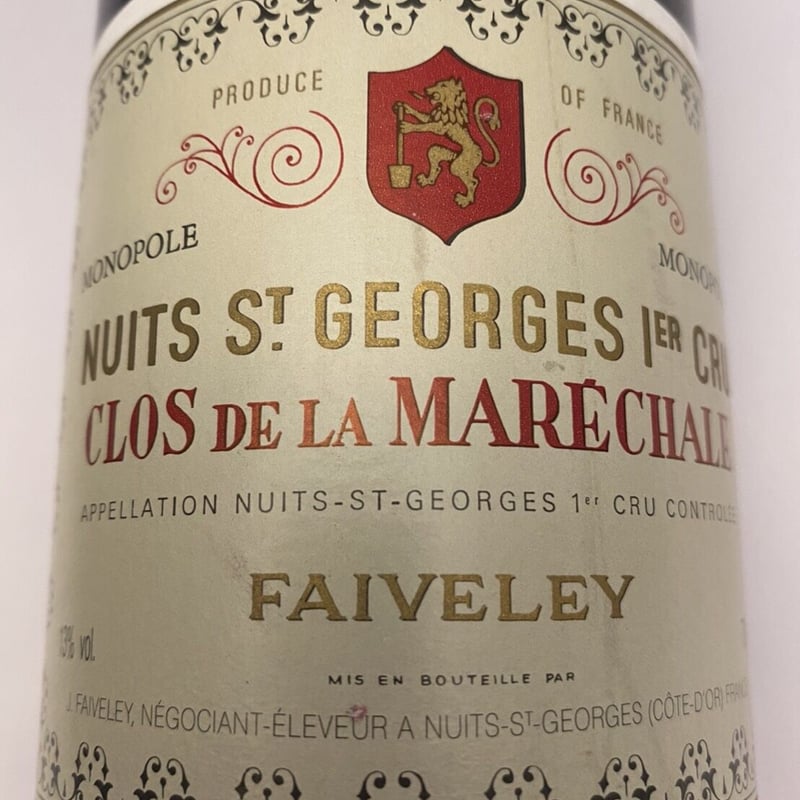 PRODUCE OF FRANCE
MONOPOLE
NUITS ST. GEORGES 1ER CRU
CLOS DE LA MARÉCHALE
APPELLATION NUITS-ST-GEORGES 1er CRU CONTROLÉE
FAIVELEY
13% vol.
MIS EN BOUTEILLE PAR
J. FAIVELEY, NÉGOCIANT-ÉLEVEUR A NUITS-ST-GEORGES (CÔTE-D'OR) FRANCE